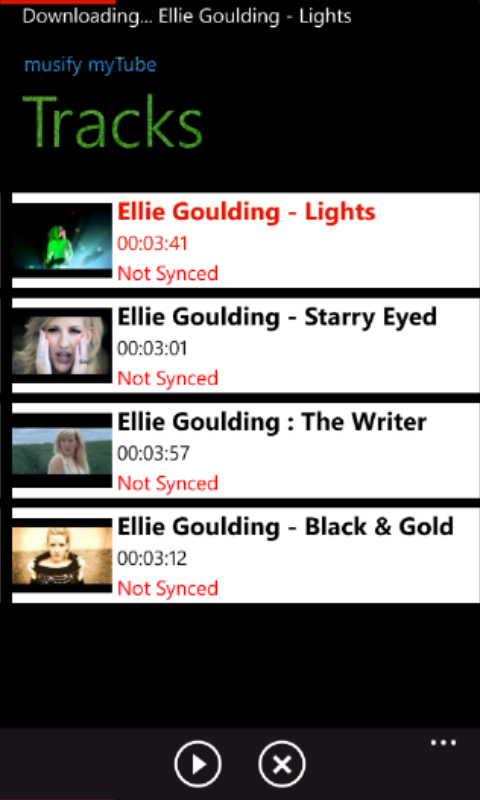 Downloading... Ellie Goulding - Lights
musify myTube
Tracks
Ellie Goulding - Lights
00:03:41
Not Synced
Ellie Goulding - Starry Eyed
00:03:01
Not Synced
Ellie Goulding : The Writer
00:03:57
Not Synced
Ellie Goulding - Black & Gold
00:03:12
Not Synced